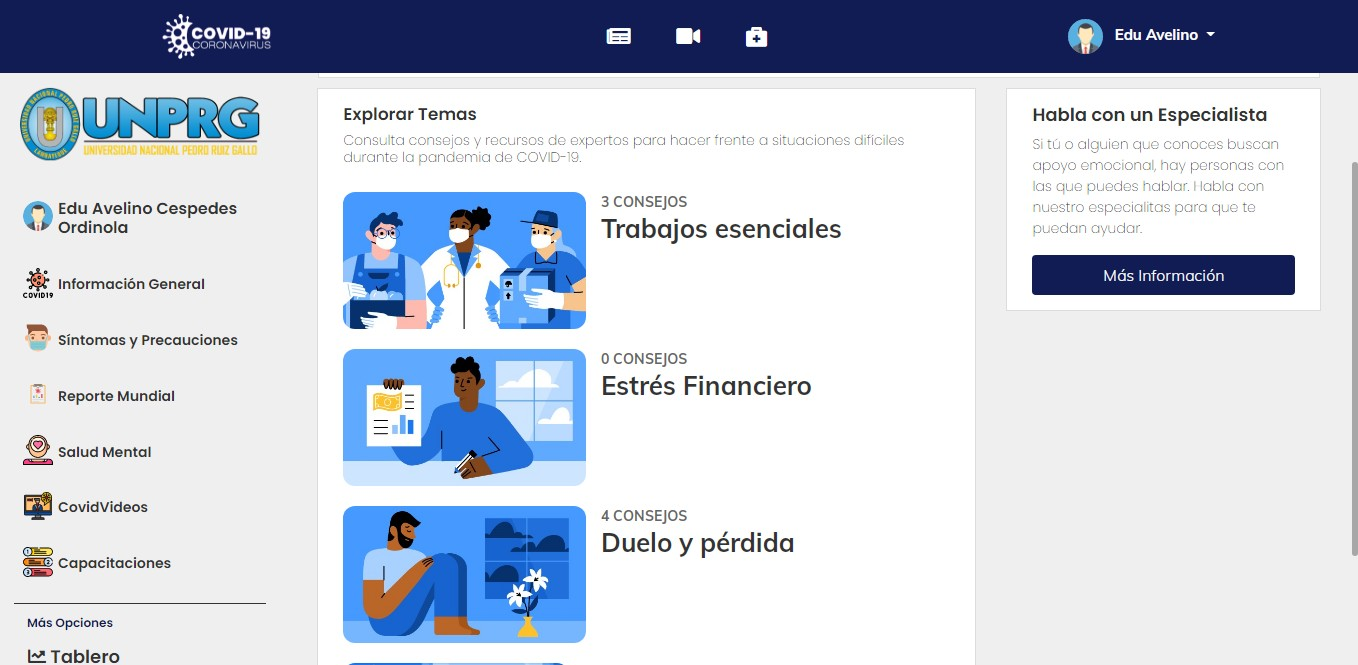 COVID-19
CORONAVIRUS
Edu Avelino
UNPRG
UNIVERSIDAD NACIONAL PEDRO RUIZ GALLO
Edu Avelino Cespedes
Ordinola
COVID19
Información General
Síntomas y Precauciones
Reporte Mundial
Salud Mental
CovidVideos
1
2
3
Capacitaciones
Más Opciones
Tablero
Explorar Temas
Consulta consejos y recursos de expertos para hacer frente a situaciones difíciles
durante la pandemia de COVID-19.
3 CONSEJOS
Trabajos esenciales
0 CONSEJOS
Estrés Financiero
4 CONSEJOS
Duelo y pérdida
Habla con un Especialista
Si tú o alguien que conoces buscan
apoyo emocional, hay personas con
las que puedes hablar. Habla con
nuestro especialitas para que te
puedan ayudar.
Más Información